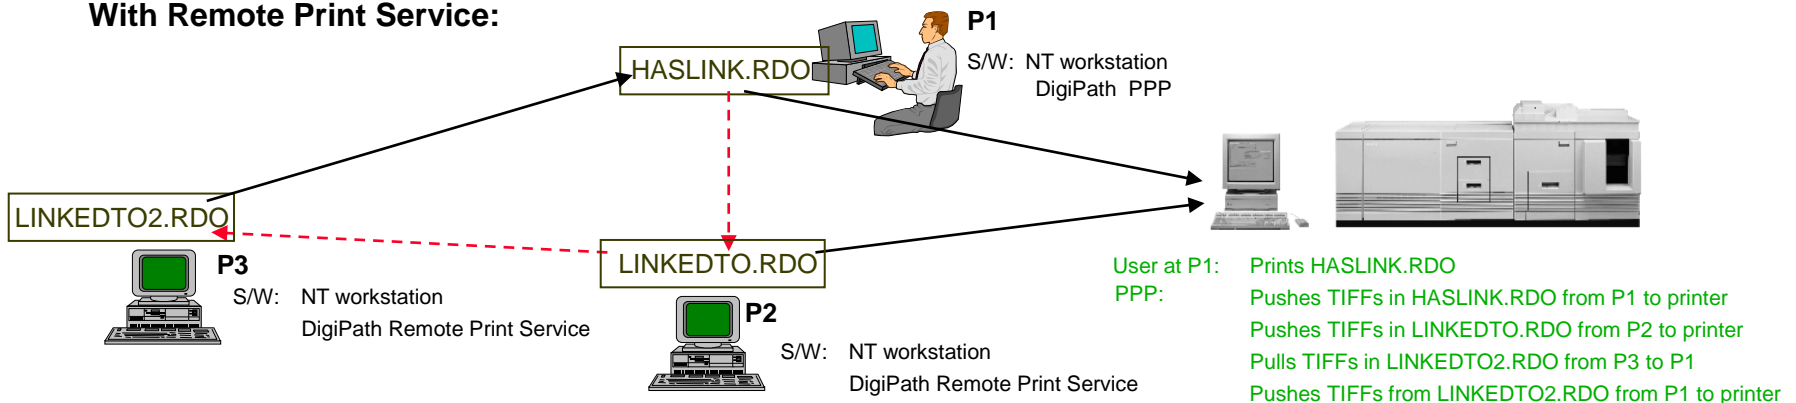 With Remote Print Service:
P1
HASLINK.RDO
S/W: NT workstation
DigiPath PPP
LINKEDTO2.RDO
LINKEDTO.RDO
P3
S/W: NT workstation
DigiPath Remote Print Service
P2
S/W: NT workstation
DigiPath Remote Print Service
User at P1: Prints HASLINK.RDO
PPP: Pushes TIFFs in HASLINK.RDO from P1 to printer
Pushes TIFFs in LINKEDTO.RDO from P2 to printer
Pulls TIFFs in LINKEDTO2.RDO from P3 to P1
Pushes TIFFs from LINKEDTO2.RDO from P1 to printer